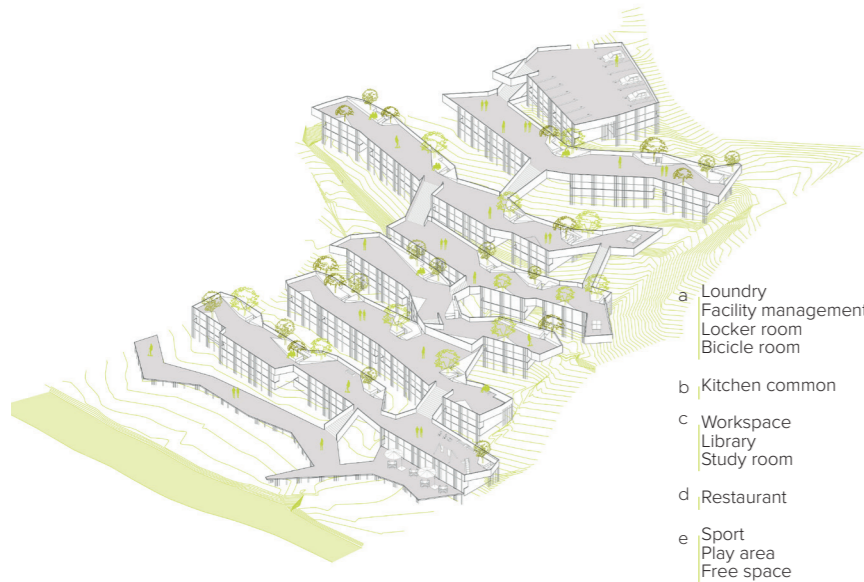 a Loundry
Facility management
Locker room
Bicicle room
b Kitchen common
c Workspace
Library
Study room
d Restaurant
e Sport
Play area
Free space